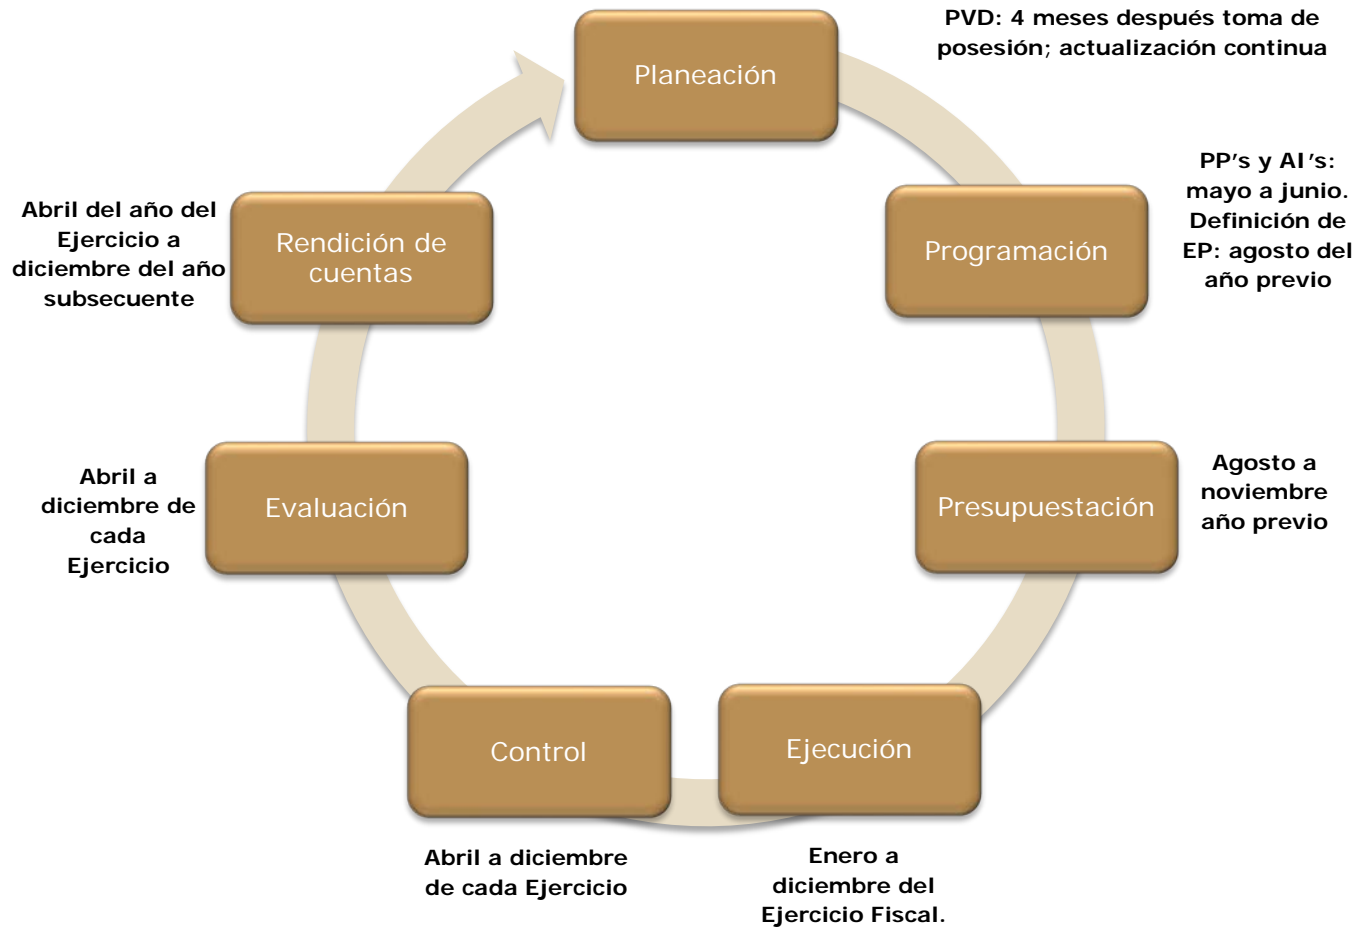 Planeación
PVD: 4 meses después toma de
posesión; actualización continua
Programación
PP's y AI's:
mayo a junio.
Definición de
EP: agosto del
año previo
Presupuestación
Agosto a
noviembre
año previo
Ejecución
Enero a
diciembre del
Ejercicio Fiscal.
Control
Abril a diciembre
de cada Ejercicio
Evaluación
Abril a
diciembre de
cada
Ejercicio
Rendición de
cuentas
Abril del año del
Ejercicio a
diciembre del año
subsecuente